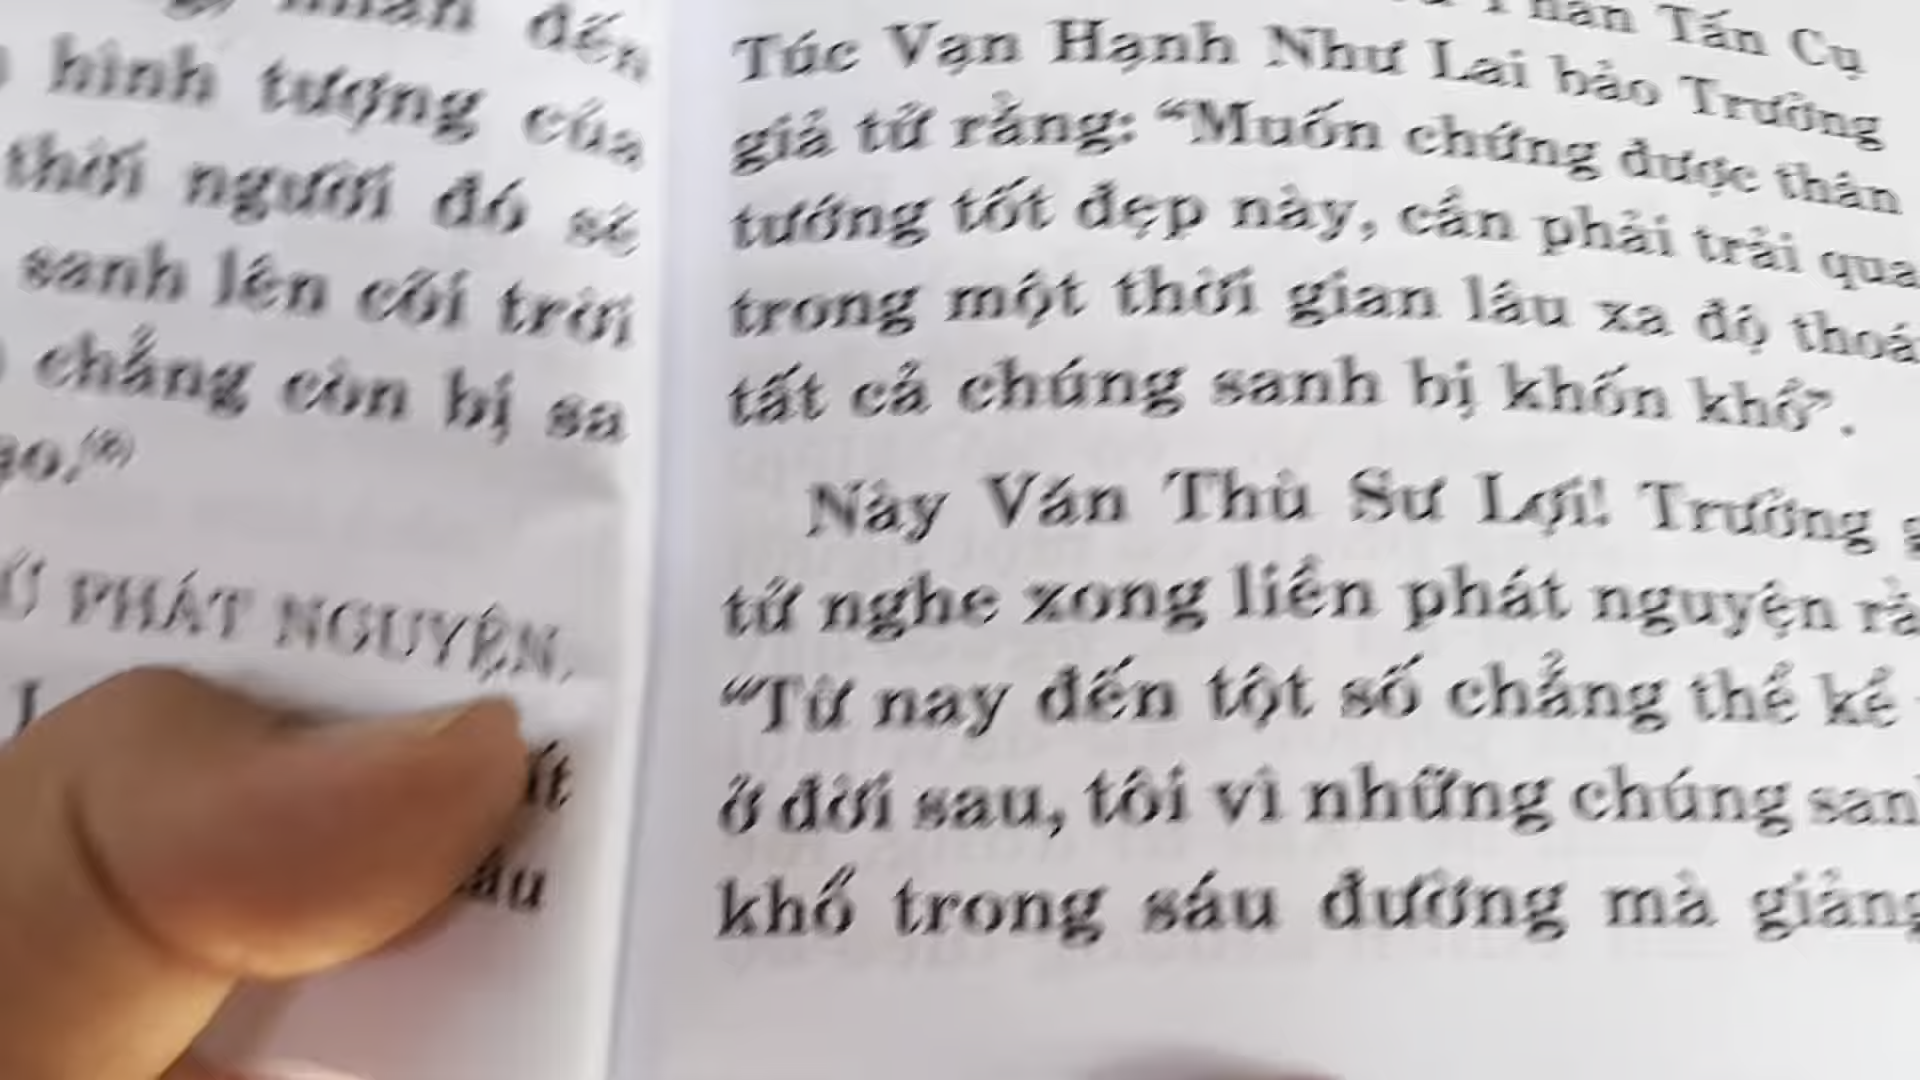 đến
hình tượng của
thời người đó sẽ
sanh lên cõi trời
chẳng còn bị sa
PHÁT NGUYỆN.
ít
Phấn Tấn Cụ
Túc Vạn Hạnh Như Lai bảo Trưởng
giả tử rằng: “Muốn chứng được thân
tướng tốt đẹp này, cần phải trải qua
trong một thời gian lâu xa độ thoát
tất cả chúng sanh bị khốn khổ”.
Này Văn Thù Sư Lợi! Trưởng
tử nghe xong liền phát nguyện
“Từ nay đến tột số chẳng thể kể
ở đời sau, tôi vì những chúng sanh
khổ trong sáu đường mà giảng